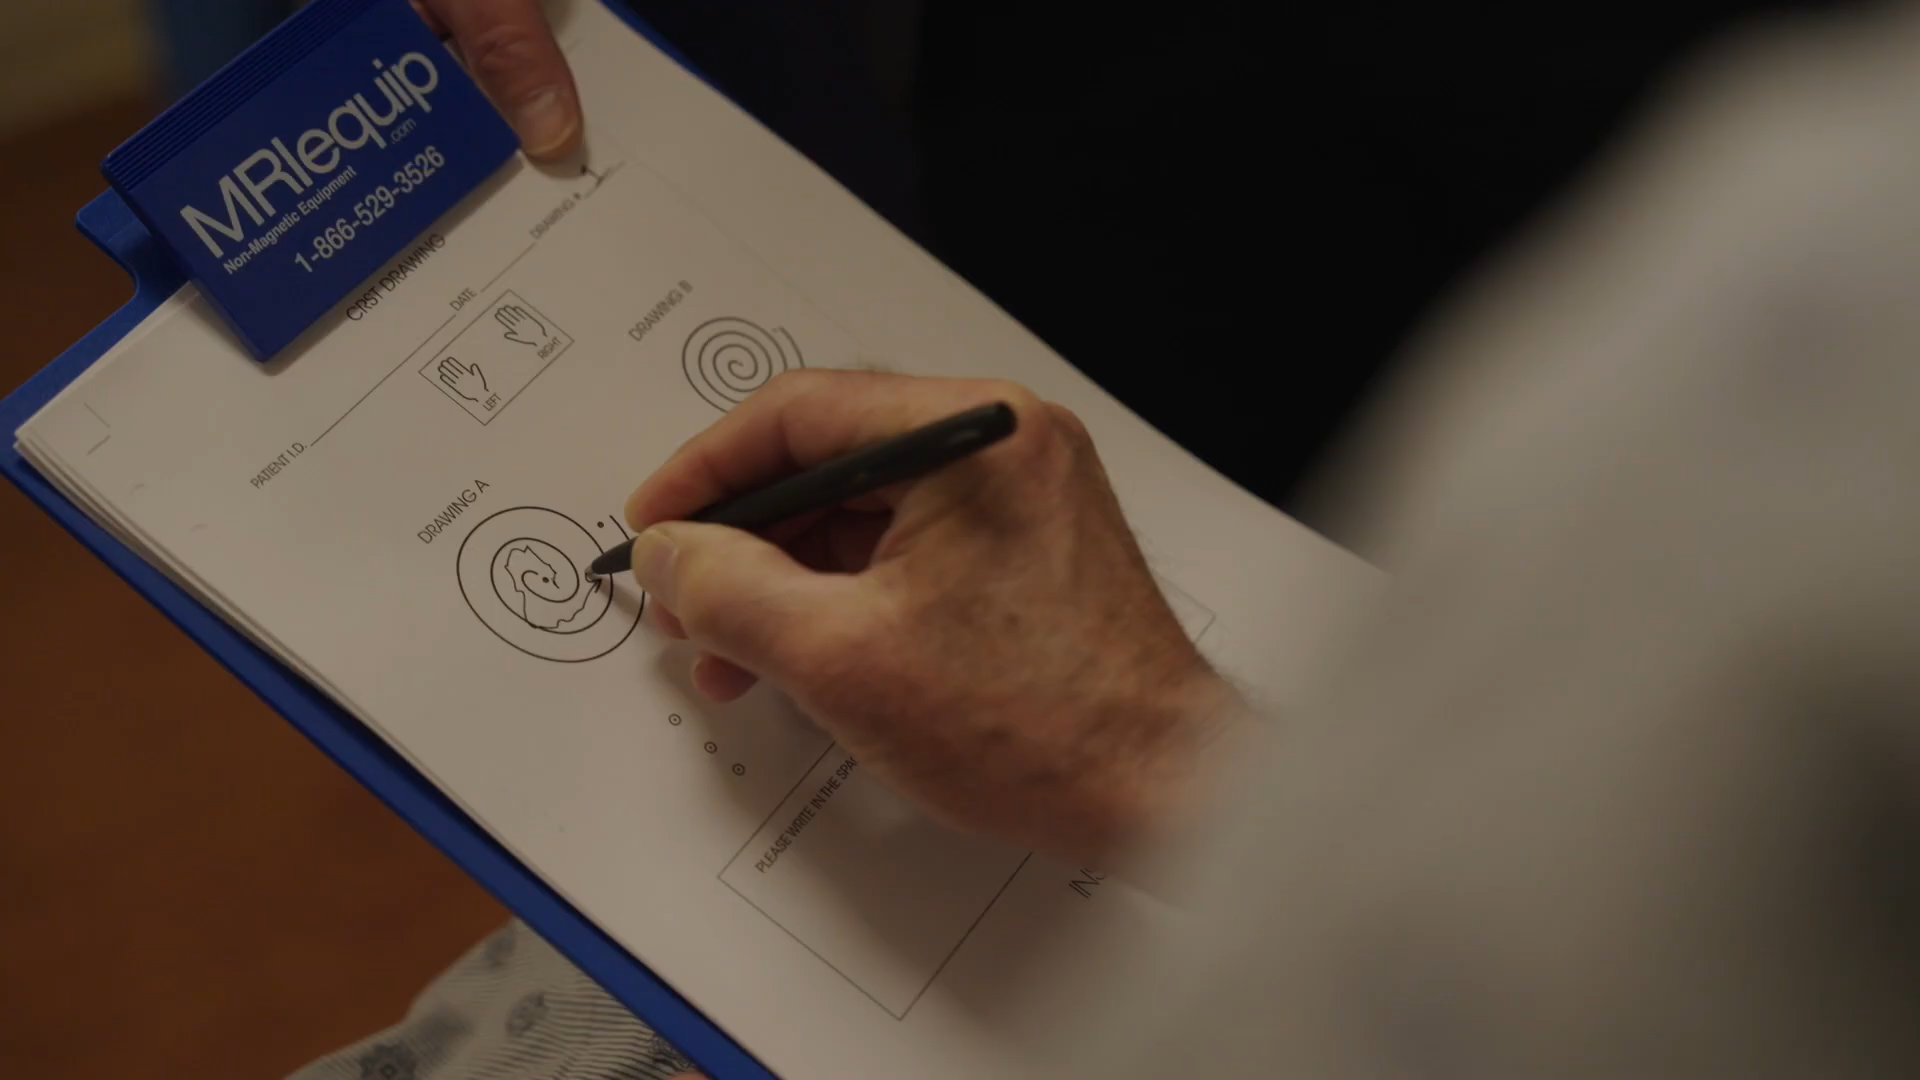 MRIequip
.com
Non-Magnetic Equipment
1-866-529-3526
CRST DRAWING
PATIENT I.D. DATE DRAWING #
LEFT RIGHT
DRAWING A
DRAWING B
PLEASE WRITE IN THE